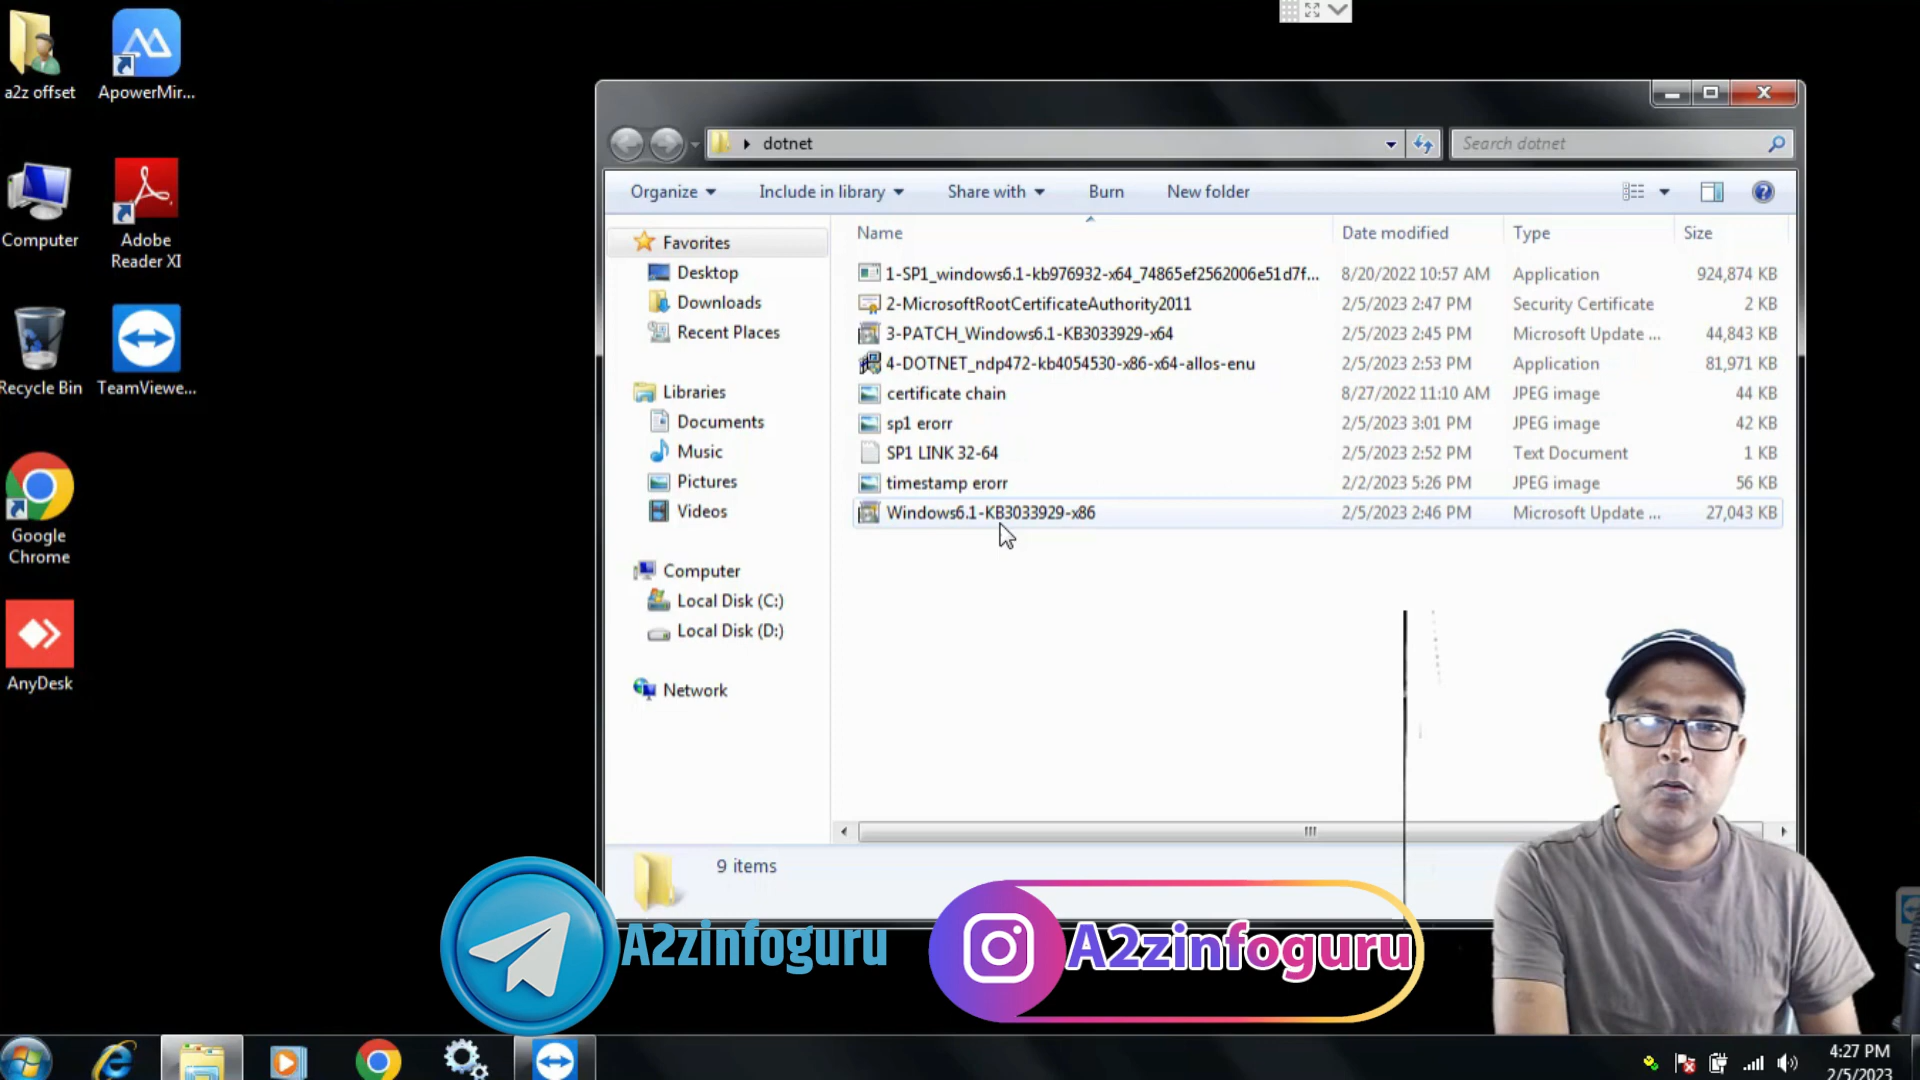 a2z offset
ApowerMir...
Computer
Adobe
Reader XI
Recycle Bin
TeamViewe...
Google
Chrome
AnyDesk
dotnet
Search dotnet
Organize
Include in library
Share with
Burn
New folder
Favorites
Desktop
Downloads
Recent Places
Libraries
Documents
Music
Pictures
Videos
Computer
Local Disk (C:)
Local Disk (D:)
Network
Name Date modified Type Size
1-SP1_windows6.1-kb976932-x64_74865ef2562006e51d7f... 8/20/2022 10:57 AM Application 924,874 KB
2-MicrosoftRootCertificateAuthority2011 2/5/2023 2:47 PM Security Certificate 2 KB
3-PATCH_Windows6.1-KB3033929-x64 2/5/2023 2:45 PM Microsoft Update ... 44,843 KB
4-DOTNET_ndp472-kb4054530-x86-x64-allos-enu 2/5/2023 2:53 PM Application 81,971 KB
certificate chain 8/27/2022 11:10 AM JPEG image 44 KB
sp1 erorr 2/5/2023 3:01 PM JPEG image 42 KB
SP1 LINK 32-64 2/5/2023 2:52 PM Text Document 1 KB
timestamp erorr 2/2/2023 5:26 PM JPEG image 56 KB
Windows6.1-KB3033929-x86 2/5/2023 2:46 PM Microsoft Update ... 27,043 KB
9 items
A2zinfoguru
A2zinfoguru
4:27 PM
2/5/2023